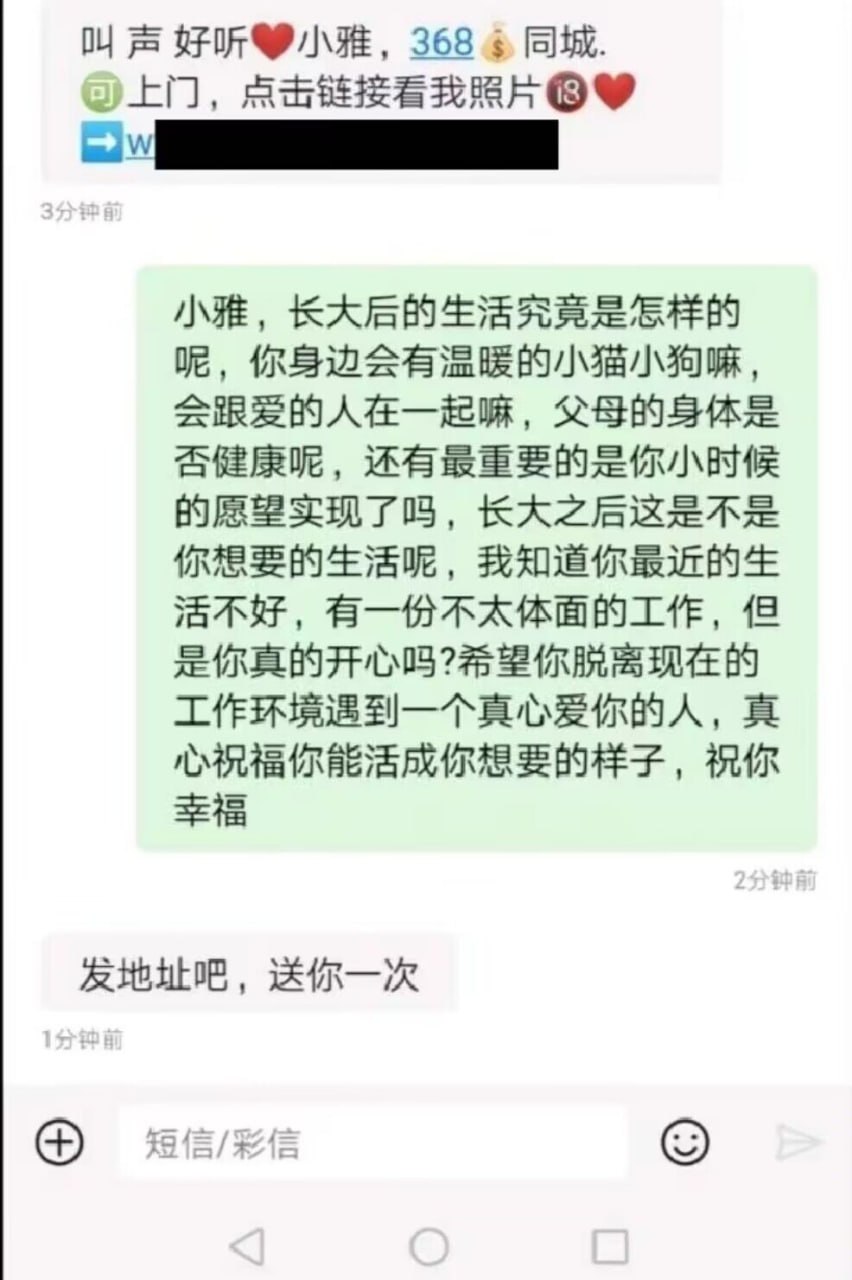 叫 声 好听❤️小雅，368💰同城.
🉑上门，点击链接看我照片🔞❤️
➡️w
3分钟前
小雅，长大后的生活究竟是怎样的
呢，你身边会有温暖的小猫小狗嘛，
会跟爱的人在一起嘛，父母的身体是
否健康呢，还有最重要的是你小时候
的愿望实现了吗，长大之后这是不是
你想要的生活呢，我知道你最近的生
活不好，有一份不太体面的工作，但
是你真的开心吗?希望你脱离现在的
工作环境遇到一个真心爱你的人，真
心祝福你能活成你想要的样子，祝你
幸福
2分钟前
发地址吧，送你一次
1分钟前
短信/彩信